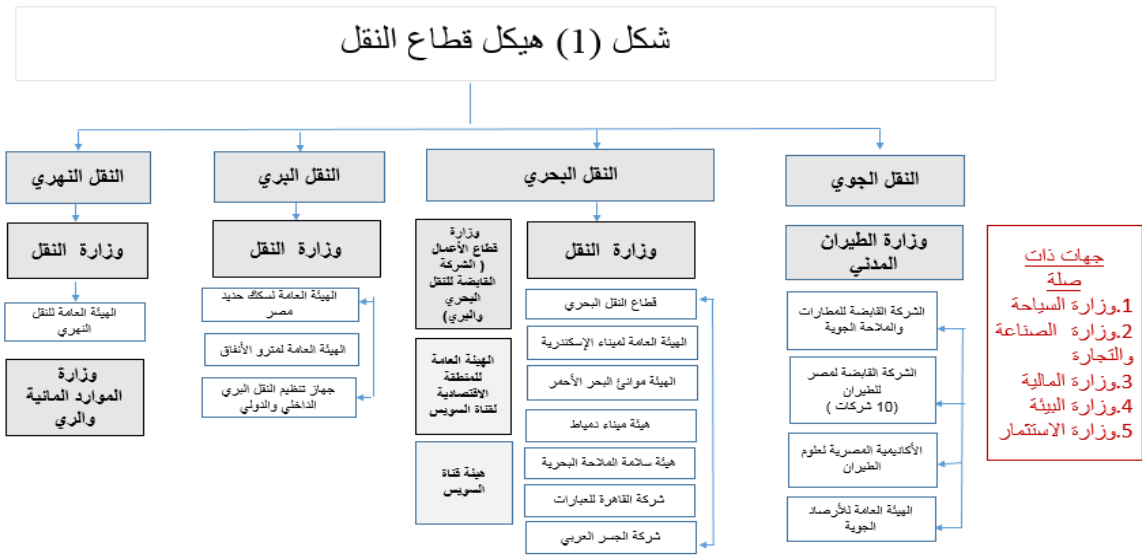 شكل (1) هيكل قطاع النقل
النقل الجوي
النقل البحري
النقل البري
النقل النهري
وزارة الطيران
المدني
الشركة القابضة للمطارات
والملاحة الجوية
الشركة القابضة لمصر
للطيران
(10 شركات )
الأكاديمية المصرية لعلوم
الطيران
الهيئة العامة للأرصاد
الجوية
وزارة النقل
قطاع النقل البحري
الهيئة العامة لميناء الإسكندرية
الهيئة موانئ البحر الأحمر
هيئة ميناء دمياط
هيئة سلامة الملاحة البحرية
شركة القاهرة للعبارات
شركة الجسر العربي
وزارة
قطاع الأعمال
( الشركة
القابضة للنقل
البحري
والبري)
الهيئة العامة
للمنطقة
الاقتصادية
لقناة السويس
هيئة قناة
السويس
وزارة النقل
الهيئة العامة لسكك حديد
مصر
الهيئة العامة لمترو الأنفاق
جهاز تنظيم النقل البري
الداخلي والدولي
وزارة النقل
الهيئة العامة للنقل
النهري
وزارة
الموارد المائية
والري
جهات ذات
صلة
1.وزارة السياحة
2.وزارة الصناعة
والتجارة
3.وزارة المالية
4.وزارة البيئة
5.وزارة الاستثمار